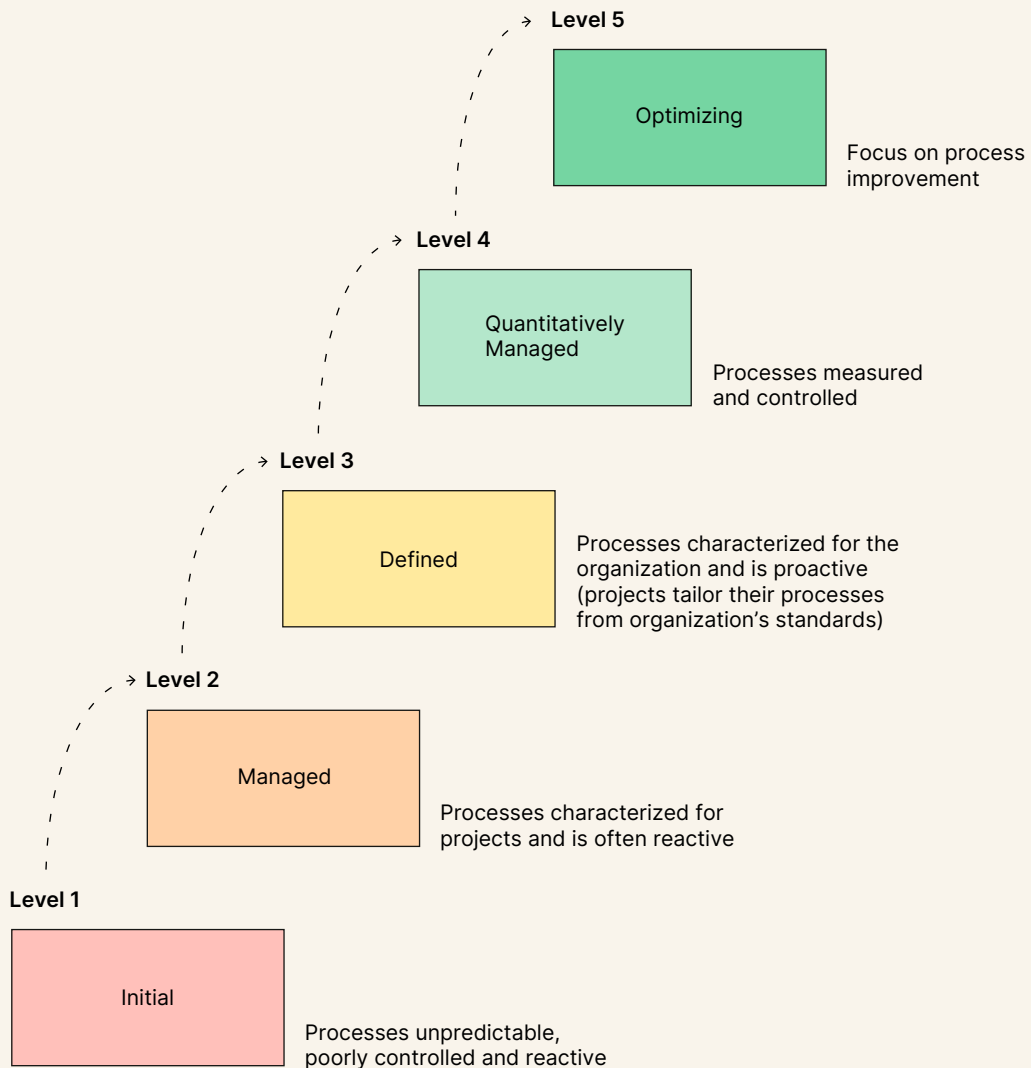 Level 5
Optimizing
Focus on process
improvement
Level 4
Quantitatively
Managed
Processes measured
and controlled
Level 3
Defined
Processes characterized for the
organization and is proactive
(projects tailor their processes
from organization’s standards)
Level 2
Managed
Processes characterized for
projects and is often reactive
Level 1
Initial
Processes unpredictable,
poorly controlled and reactive